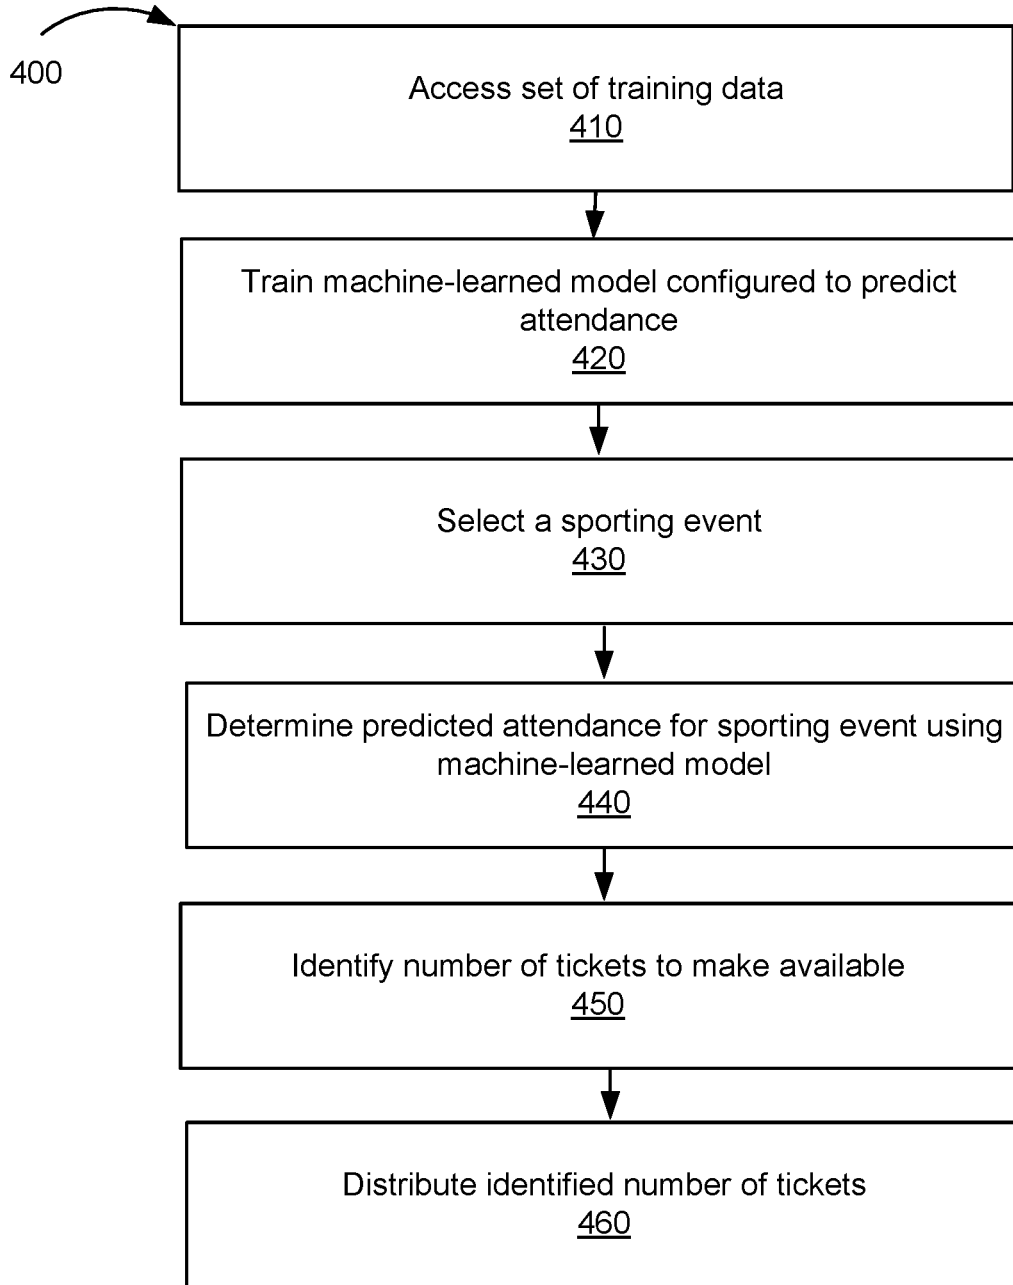 400
Access set of training data
410
Train machine-learned model configured to predict
attendance
420
Select a sporting event
430
Determine predicted attendance for sporting event using
machine-learned model
440
Identify number of tickets to make available
450
Distribute identified number of tickets
460